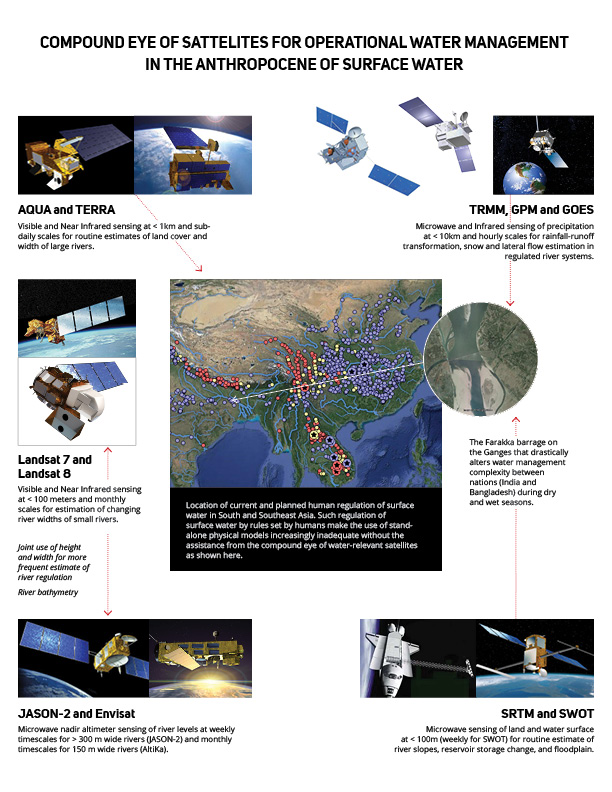 COMPOUND EYE OF SATTELITES FOR OPERATIONAL WATER MANAGEMENT
IN THE ANTHROPOCENE OF SURFACE WATER
AQUA and TERRA
Visible and Near Infrared sensing at < 1km and sub-
daily scales for routine estimates of land cover and
width of large rivers.
TRMM, GPM and GOES
Microwave and Infrared sensing of precipitation
at < 10km and hourly scales for rainfall-runoff
transformation, snow and lateral flow estimation in
regulated river systems.
Landsat 7 and
Landsat 8
Visible and Near Infrared sensing
at < 100 meters and monthly
scales for estimation of changing
river widths of small rivers.
Joint use of height
and width for more
frequent estimate of
river regulation
River bathymetry
Location of current and planned human regulation of surface
water in South and Southeast Asia. Such regulation of
surface water by rules set by humans make the use of stand-
alone physical models increasingly inadequate without the
assistance from the compound eye of water-relevant satellites
as shown here.
The Farakka barrage on
the Ganges that drastically
alters water management
complexity between
nations (India and
Bangladesh) during dry
and wet seasons.
JASON-2 and Envisat
Microwave nadir altimeter sensing of river levels at weekly
timescales for > 300 m wide rivers (JASON-2) and monthly
timescales for 150 m wide rivers (AltiKa).
SRTM and SWOT
Microwave sensing of land and water surface
at < 100m (weekly for SWOT) for routine estimate of
river slopes, reservoir storage change, and floodplain.